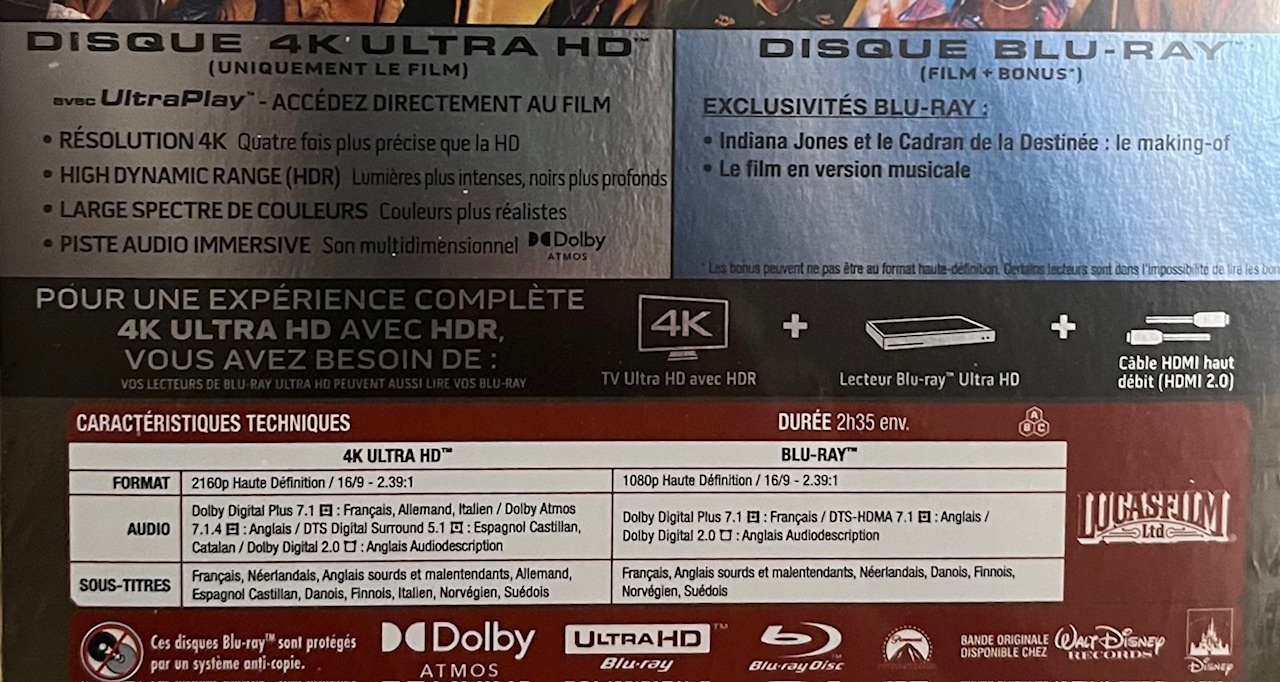 DISQUE 4K ULTRA HD™
(UNIQUEMENT LE FILM)
avec UltraPlay™ - ACCÉDEZ DIRECTEMENT AU FILM
• RÉSOLUTION 4K Quatre fois plus précise que la HD
• HIGH DYNAMIC RANGE (HDR) Lumières plus intenses, noirs plus profonds
• LARGE SPECTRE DE COULEURS Couleurs plus réalistes
• PISTE AUDIO IMMERSIVE Son multidimensionnel Dolby
ATMOS
DISQUE BLU-RAY™
(FILM + BONUS*)
EXCLUSIVITÉS BLU-RAY :
• Indiana Jones et le Cadran de la Destinée : le making-of
• Le film en version musicale
* Les bonus peuvent ne pas être au format haute-définition. Certains lecteurs sont dans l'impossibilité de lire les bon
POUR UNE EXPÉRIENCE COMPLÈTE
4K ULTRA HD AVEC HDR,
VOUS AVEZ BESOIN DE :
VOS LECTEURS DE BLU-RAY ULTRA HD PEUVENT AUSSI LIRE VOS BLU-RAY
4K
TV Ultra HD avec HDR
+
Lecteur Blu-ray™ Ultra HD
+
Câble HDMI haut
débit (HDMI 2.0)
CARACTÉRISTIQUES TECHNIQUES
DURÉE 2h35 env.
A
B C
4K ULTRA HD™
BLU-RAY™
FORMAT
2160p Haute Définition / 16/9 - 2.39:1
1080p Haute Définition / 16/9 - 2.39:1
AUDIO
Dolby Digital Plus 7.1 : Français, Allemand, Italien / Dolby Atmos
7.1.4 : Anglais / DTS Digital Surround 5.1 : Espagnol Castillan,
Catalan / Dolby Digital 2.0 : Anglais Audiodescription
Dolby Digital Plus 7.1 : Français / DTS-HDMA 7.1 : Anglais /
Dolby Digital 2.0 : Anglais Audiodescription
SOUS-TITRES
Français, Néerlandais, Anglais sourds et malentendants, Allemand,
Espagnol Castillan, Danois, Finnois, Italien, Norvégien, Suédois
Français, Anglais sourds et malentendants, Néerlandais, Danois, Finnois,
Norvégien, Suédois
LUCASFILM
Ltd
Ces disques Blu-ray™ sont protégés
par un système anti-copie.
Dolby
ATMOS
ULTRA HD™
Blu-ray
Blu-ray Disc
BANDE ORIGINALE
DISPONIBLE CHEZ
WALT DISNEY
RECORDS
DISNEY